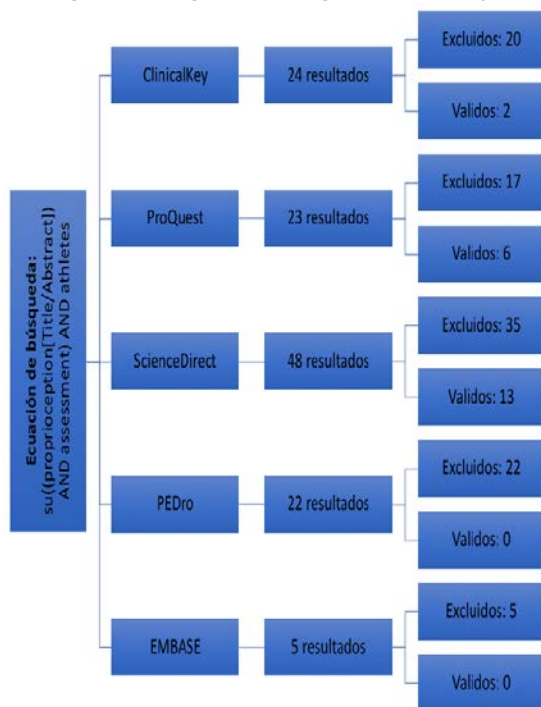 Ecuación de búsqueda:
su((proprioception[Title/Abstract])
AND assessment) AND athletes
ClinicalKey
24 resultados
Excluidos: 20
Validos: 2
ProQuest
23 resultados
Excluidos: 17
Validos: 6
ScienceDirect
48 resultados
Excluidos: 35
Validos: 13
PEDro
22 resultados
Excluidos: 22
Validos: 0
EMBASE
5 resultados
Excluidos: 5
Validos: 0